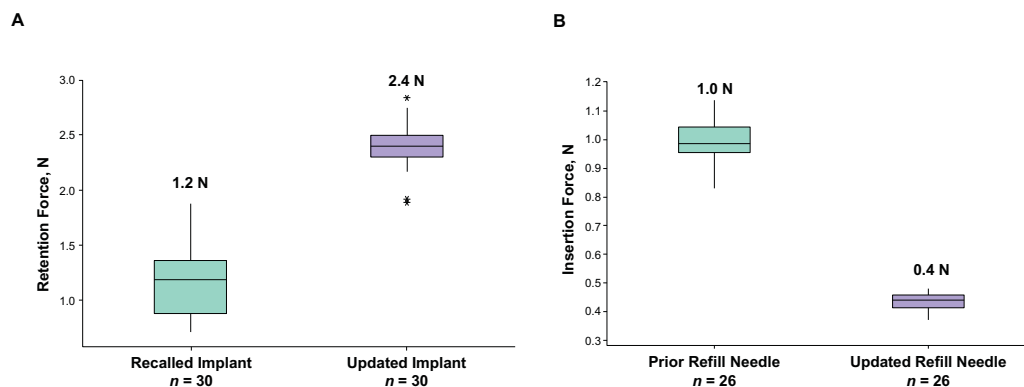 A
Retention Force, N
3.0
2.5
2.0
1.5
1.0
1.2 N
2.4 N
Recalled Implant
n = 30
Updated Implant
n = 30
B
Insertion Force, N
1.2
1.1
1.0
0.9
0.8
0.7
0.6
0.5
0.4
0.3
1.0 N
0.4 N
Prior Refill Needle
n = 26
Updated Refill Needle
n = 26